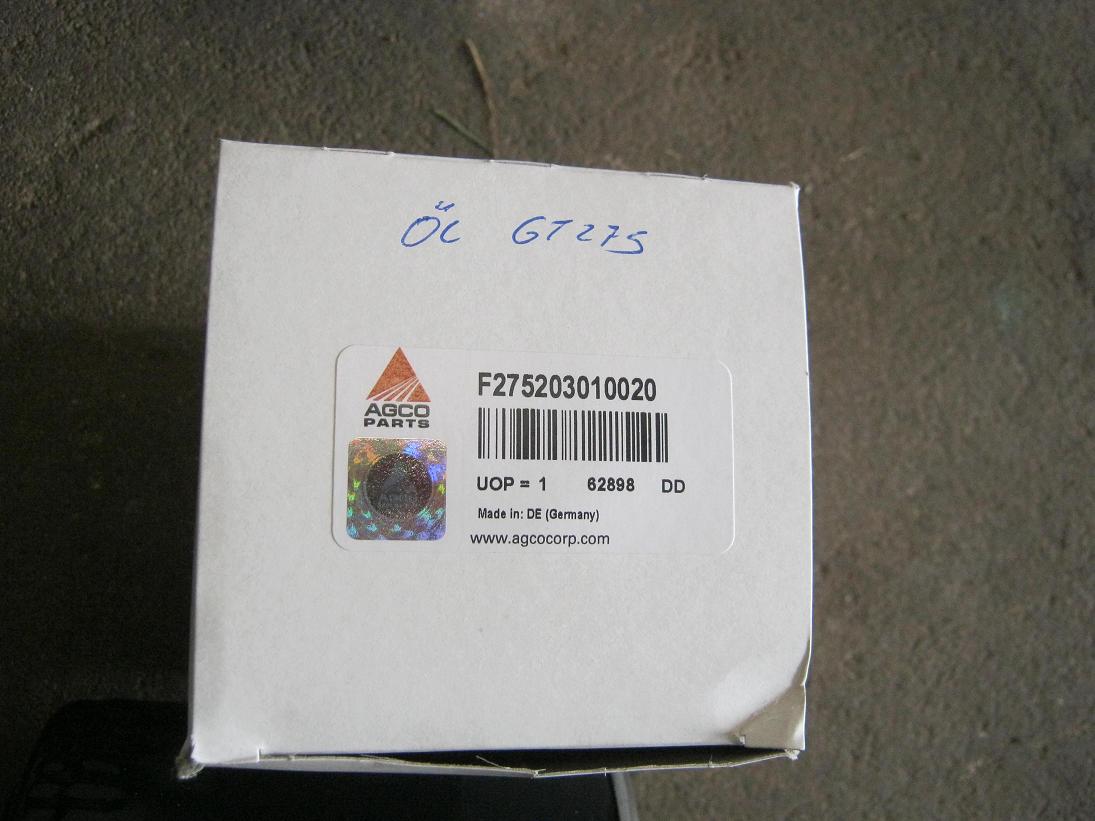 Öl GT275
AGCO
PARTS
F275203010020
UOP = 1 62898 DD
Made in: DE (Germany)
www.agcocorp.com